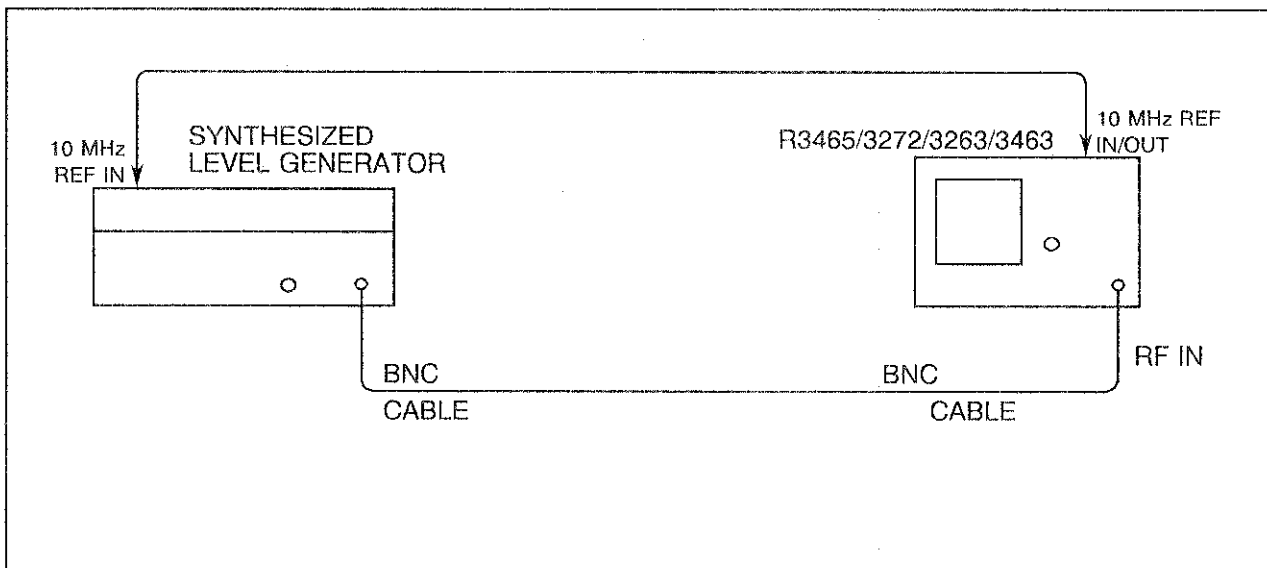 10 MHz
REF IN
SYNTHESIZED
LEVEL GENERATOR
R3465/3272/3263/3463
10 MHz REF
IN/OUT
RF IN
BNC
CABLE
BNC
CABLE